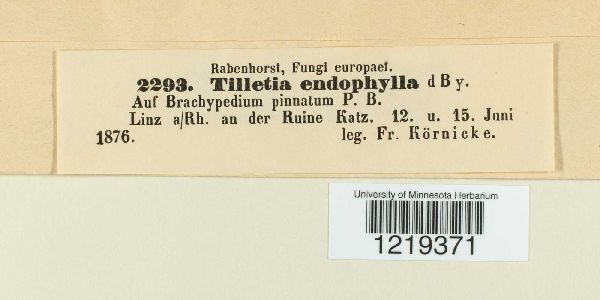 Rabenhorst, Fungi europaei.
2293. Tilletia endophylla d B y.
Auf Brachypedium pinnatum P. B.
Linz a/Rh. an der Ruine Katz. 12. u. 15. Juni
1876. leg. Fr. Körnicke.
University of Minnesota Herbarium
1219371